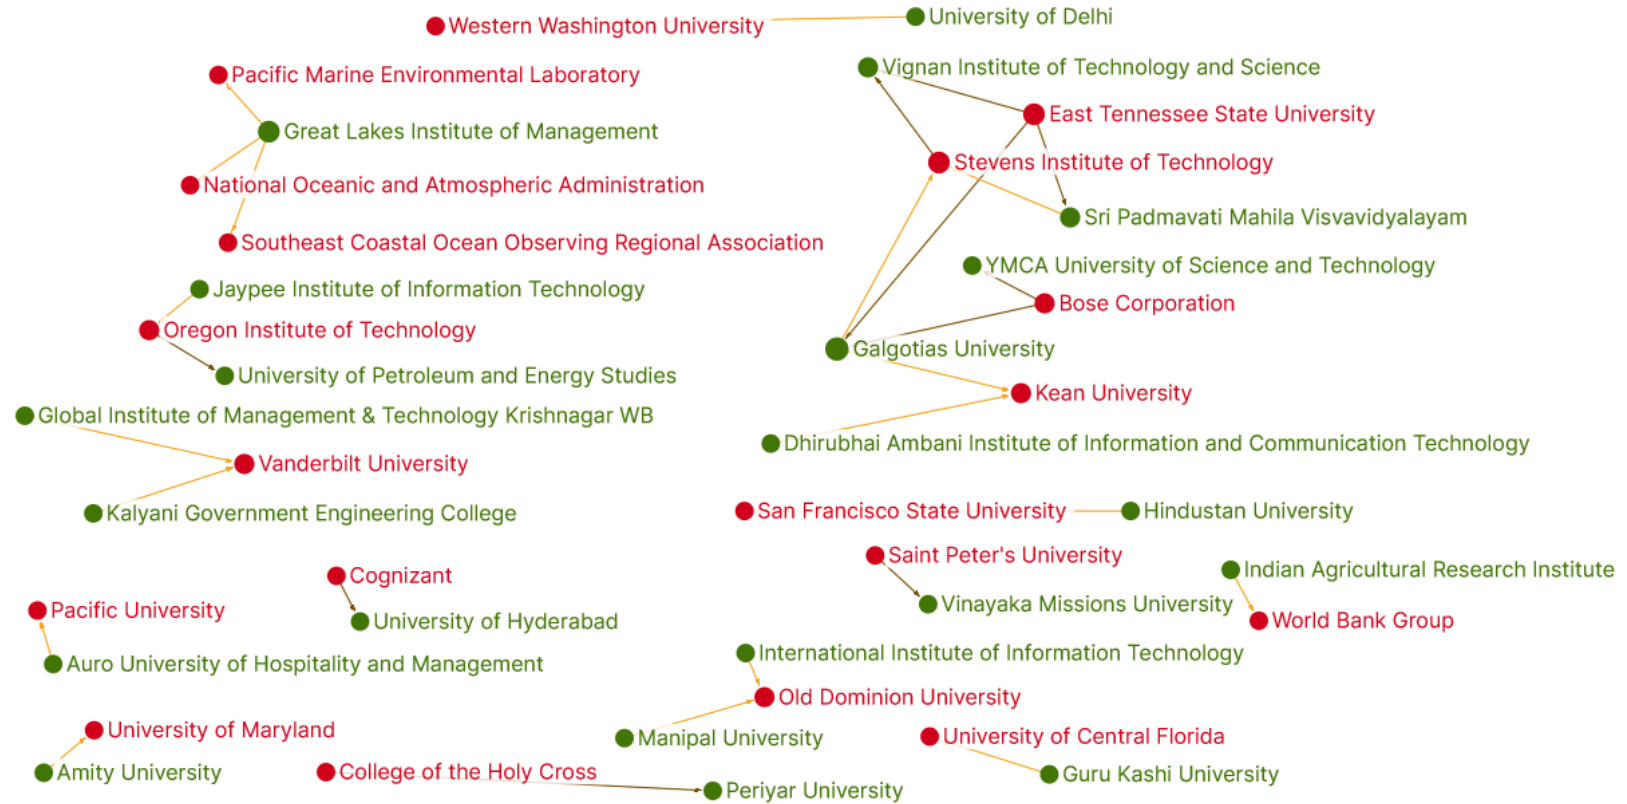 Western Washington University
University of Delhi
Pacific Marine Environmental Laboratory
Vignan Institute of Technology and Science
East Tennessee State University
Great Lakes Institute of Management
Stevens Institute of Technology
National Oceanic and Atmospheric Administration
Sri Padmavati Mahila Visvavidyalayam
Southeast Coastal Ocean Observing Regional Association
YMCA University of Science and Technology
Jaypee Institute of Information Technology
Bose Corporation
Oregon Institute of Technology
Galgotias University
University of Petroleum and Energy Studies
Kean University
Global Institute of Management & Technology Krishnagar WB
Dhirubhai Ambani Institute of Information and Communication Technology
Vanderbilt University
Kalyani Government Engineering College
San Francisco State University
Hindustan University
Saint Peter's University
Indian Agricultural Research Institute
Cognizant
Vinayaka Missions University
Pacific University
University of Hyderabad
World Bank Group
International Institute of Information Technology
Auro University of Hospitality and Management
Old Dominion University
University of Maryland
Manipal University
University of Central Florida
Amity University
College of the Holy Cross
Guru Kashi University
Periyar University